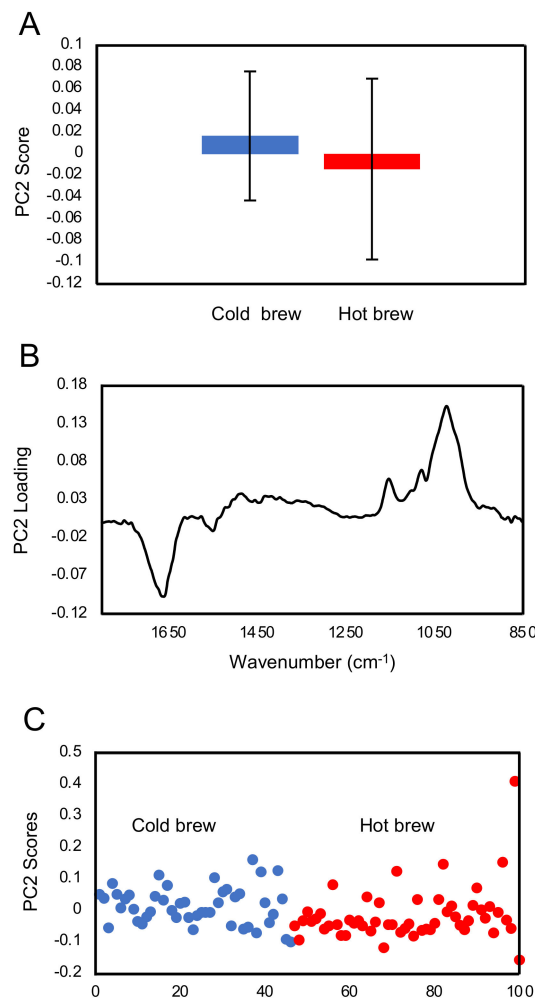 A
0.1
0.08
0.06
0.04
0.02
0
-0.02
-0.04
-0.06
-0.08
-0.1
-0.12
PC2 Score
Cold brew
Hot brew
B
0.18
0.13
0.08
0.03
-0.02
-0.07
-0.12
PC2 Loading
1650 1450 1250 1050 850
Wavenumber (cm-1)
C
0.5
0.4
0.3
0.2
0.1
0
-0.1
-0.2
PC2 Scores
Cold brew
Hot brew
0 20 40 60 80 100